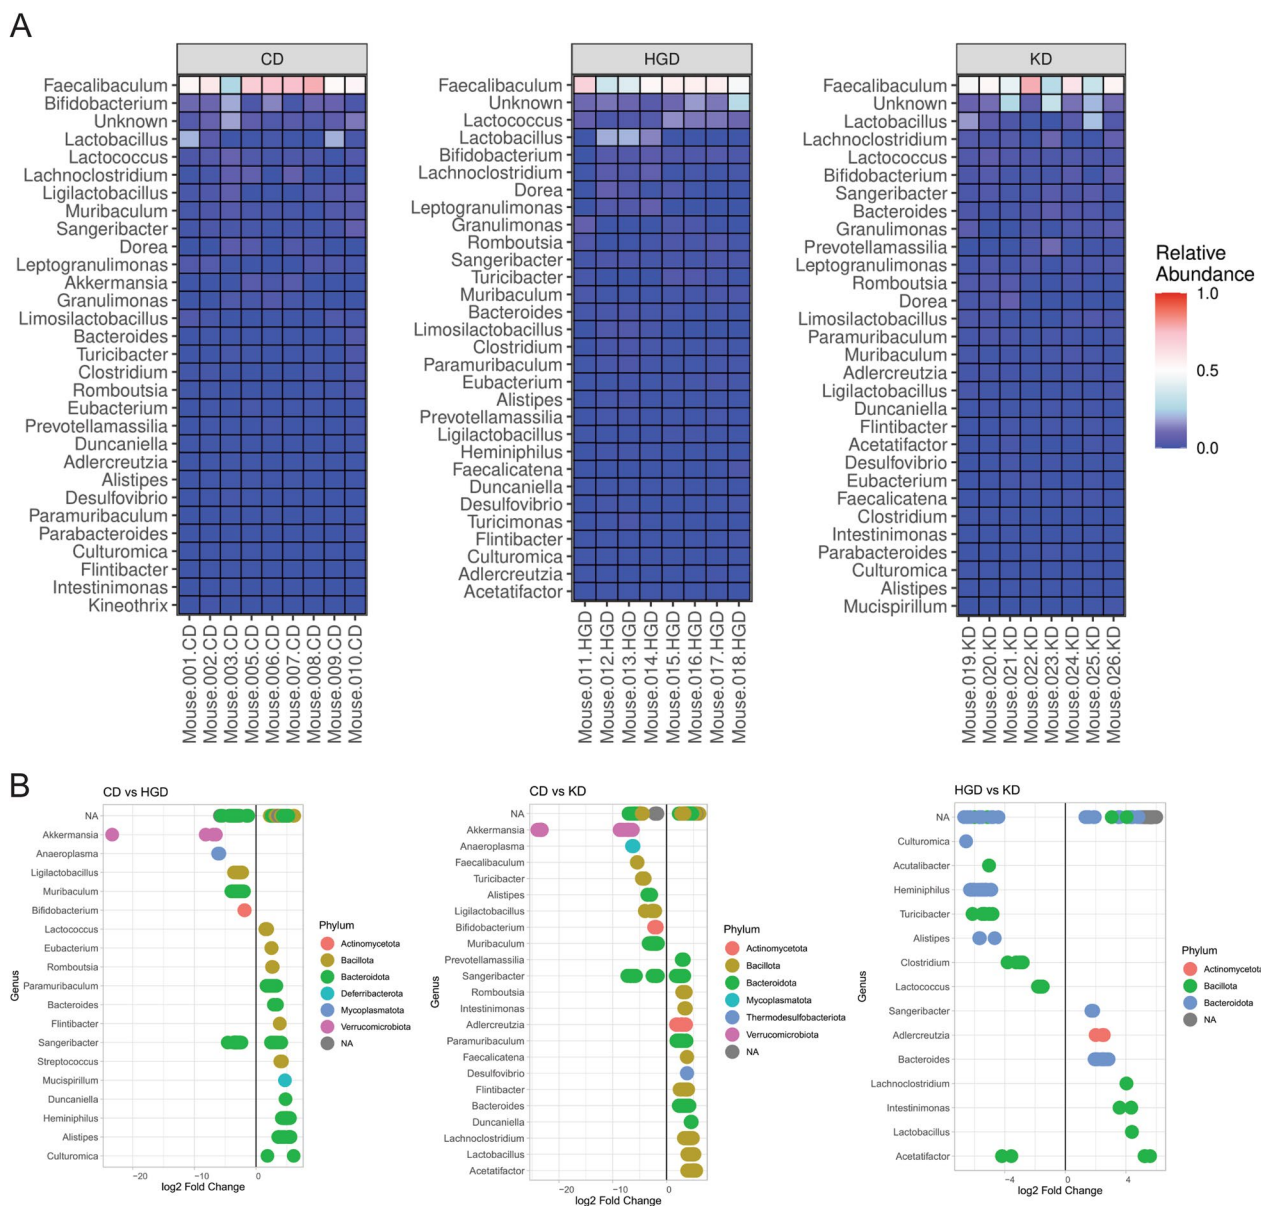 A
CD
Faecalibaculum
Bifidobacterium
Unknown
Lactobacillus
Lactococcus
Lachnoclostridium
Ligilactobacillus
Muribaculum
Sangeribacter
Dorea
Leptogranulimonas
Akkermansia
Granulimonas
Limosilactobacillus
Bacteroides
Turicibacter
Clostridium
Romboutsia
Eubacterium
Prevotellamassilia
Duncaniella
Adlercreutzia
Alistipes
Desulfovibrio
Paramuribaculum
Parabacteroides
Culturomica
Flintibacter
Intestinimonas
Kineothrix
Mouse.001.CD
Mouse.002.CD
Mouse.003.CD
Mouse.005.CD
Mouse.006.CD
Mouse.007.CD
Mouse.008.CD
Mouse.009.CD
Mouse.010.CD
HGD
Faecalibaculum
Unknown
Lactococcus
Lactobacillus
Bifidobacterium
Lachnoclostridium
Dorea
Leptogranulimonas
Granulimonas
Romboutsia
Sangeribacter
Turicibacter
Muribaculum
Bacteroides
Limosilactobacillus
Clostridium
Paramuribaculum
Eubacterium
Alistipes
Prevotellamassilia
Ligilactobacillus
Heminiphilus
Faecalicatena
Duncaniella
Desulfovibrio
Turicimonas
Flintibacter
Culturomica
Adlercreutzia
Acetatifactor
Mouse.011.HGD
Mouse.012.HGD
Mouse.013.HGD
Mouse.014.HGD
Mouse.015.HGD
Mouse.016.HGD
Mouse.017.HGD
Mouse.018.HGD
KD
Faecalibaculum
Unknown
Lactobacillus
Lachnoclostridium
Lactococcus
Bifidobacterium
Sangeribacter
Bacteroides
Granulimonas
Prevotellamassilia
Leptogranulimonas
Romboutsia
Dorea
Limosilactobacillus
Paramuribaculum
Muribaculum
Adlercreutzia
Ligilactobacillus
Duncaniella
Flintibacter
Acetatifactor
Desulfovibrio
Eubacterium
Faecalicatena
Clostridium
Intestinimonas
Parabacteroides
Culturomica
Alistipes
Mucispirillum
Mouse.019.KD
Mouse.020.KD
Mouse.021.KD
Mouse.022.KD
Mouse.023.KD
Mouse.024.KD
Mouse.025.KD
Mouse.026.KD
Relative
Abundance
1.0
0.5
0.0
B
CD vs HGD
Genus
NA
Akkermansia
Anaeroplasma
Ligilactobacillus
Muribaculum
Bifidobacterium
Lactococcus
Eubacterium
Romboutsia
Paramuribaculum
Bacteroides
Flintibacter
Sangeribacter
Streptococcus
Mucispirillum
Duncaniella
Heminiphilus
Alistipes
Culturomica
−20
−10
0
log2 Fold Change
Phylum
Actinomycetota
Bacillota
Bacteroidota
Deferribacterota
Mycoplasmatota
Verrucomicrobiota
NA
CD vs KD
Genus
NA
Akkermansia
Anaeroplasma
Faecalibaculum
Turicibacter
Alistipes
Ligilactobacillus
Bifidobacterium
Muribaculum
Prevotellamassilia
Sangeribacter
Romboutsia
Intestinimonas
Adlercreutzia
Paramuribaculum
Faecalicatena
Desulfovibrio
Flintibacter
Bacteroides
Duncaniella
Lachnoclostridium
Lactobacillus
Acetatifactor
−20
−10
0
log2 Fold Change
Phylum
Actinomycetota
Bacillota
Bacteroidota
Mycoplasmatota
Thermodesulfobacteriota
Verrucomicrobiota
NA
HGD vs KD
Genus
NA
Culturomica
Acutalibacter
Heminiphilus
Turicibacter
Alistipes
Clostridium
Lactococcus
Sangeribacter
Adlercreutzia
Bacteroides
Lachnoclostridium
Intestinimonas
Lactobacillus
Acetatifactor
−4
0
4
log2 Fold Change
Phylum
Actinomycetota
Bacillota
Bacteroidota
NA